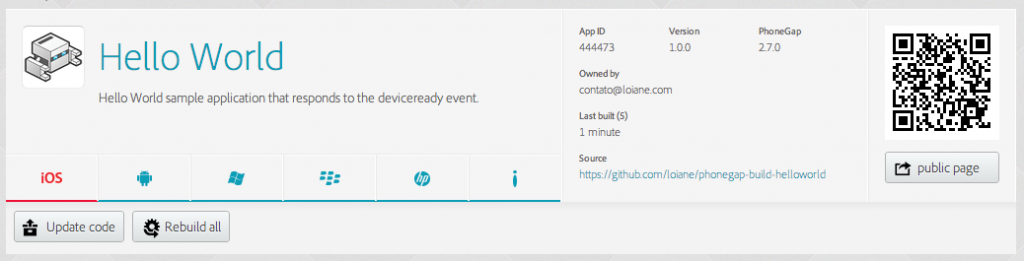 Hello World
Hello World sample application that responds to the deviceready event.
iOS
hp
App ID Version PhoneGap
444473 1.0.0 2.7.0
Owned by
contato@loiane.com
Last built (5)
1 minute
Source
https://github.com/loiane/phonegap-build-helloworld
public page
Update code Rebuild all